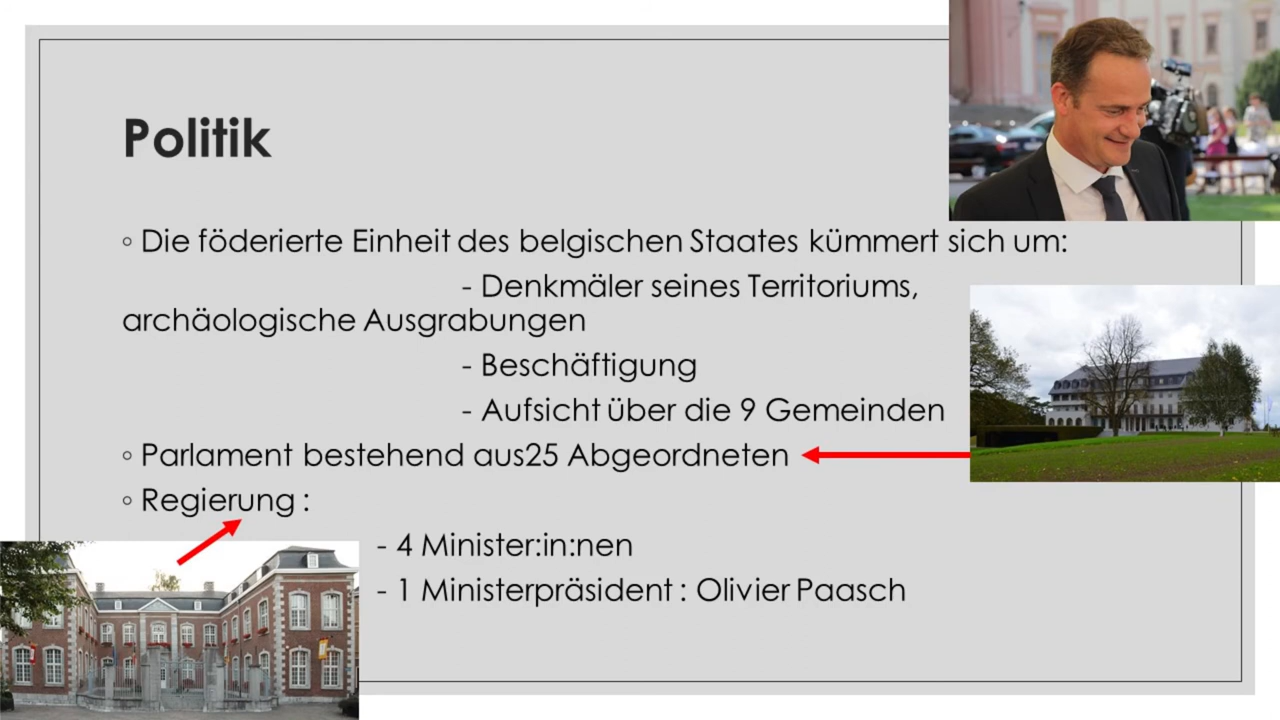 Politik
◦ Die föderierte Einheit des belgischen Staates kümmert sich um:
- Denkmäler seines Territoriums,
archäologische Ausgrabungen
- Beschäftigung
- Aufsicht über die 9 Gemeinden
◦ Parlament bestehend aus25 Abgeordneten
◦ Regierung :
- 4 Minister:in:nen
- 1 Ministerpräsident : Olivier Paasch